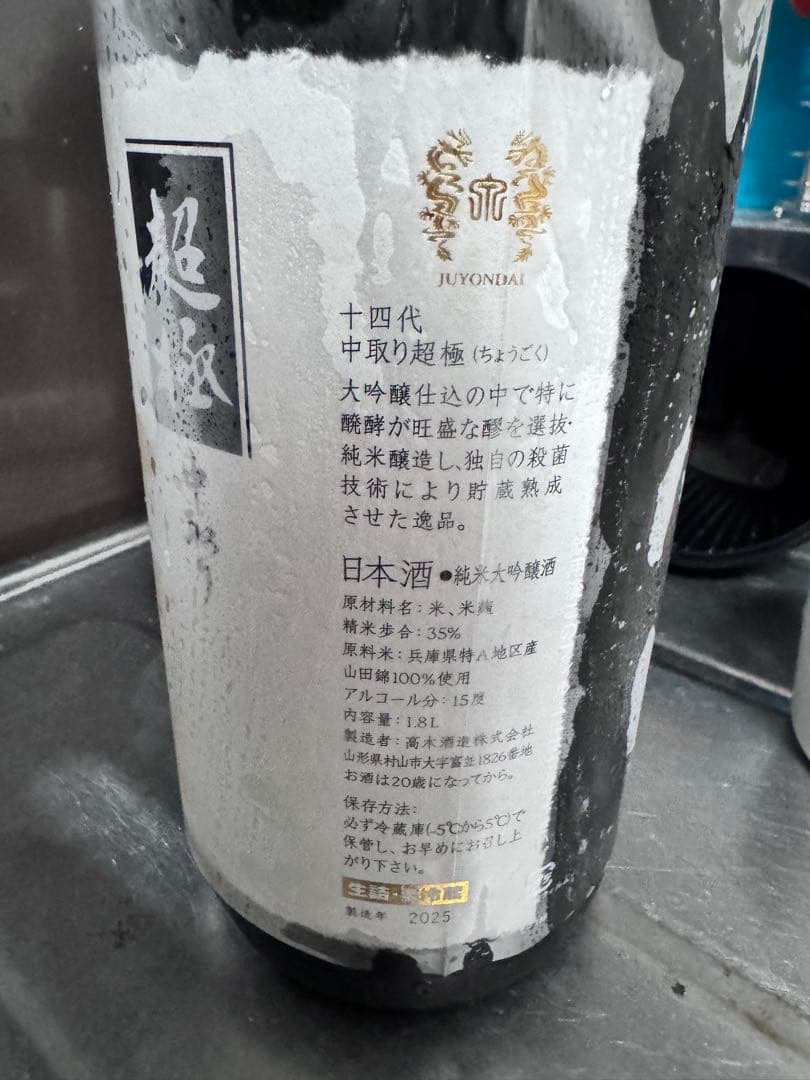 超極
中取り
JUYONDAI
十四代
中取り超極(ちょうごく)
大吟醸仕込の中で特に
醗酵が旺盛な醪を選抜・
純米醸造し、独自の殺菌
技術により貯蔵熟成
させた逸品。
日本酒●純米大吟醸酒
原材料名：米、米麹
精米歩合：35%
原料米：兵庫県特A地区産
山田錦100%使用
アルコール分：15度
内容量：1.8L
製造者：高木酒造株式会社
山形県村山市大字富並1826番地
お酒は20歳になってから。
保存方法：
必ず冷蔵庫(-5℃から5℃)で
保管し、お早めにお召し上
がり下さい。
生詰・要冷蔵
製造年 2025